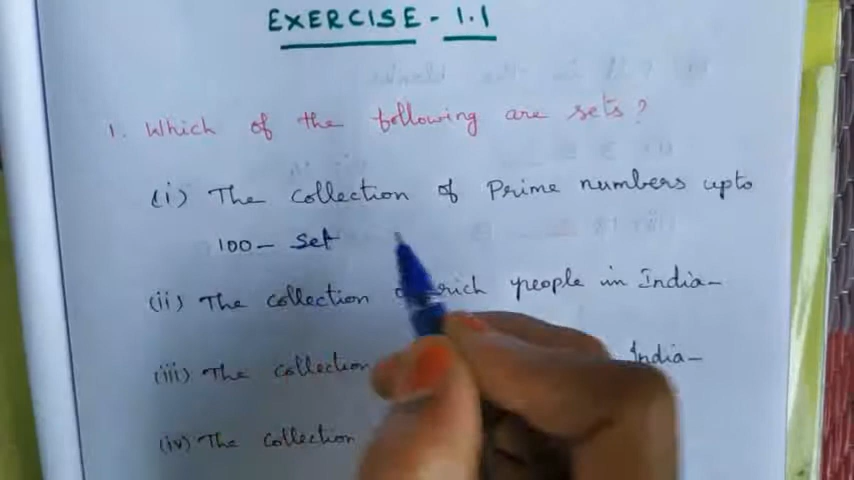 EXERCISE - 1.1
1. Which of the following are sets?
(i) The collection of Prime numbers upto
100 - Set
(ii) The collection rich people in India -
(iii) The collection India -
(iv) The collection